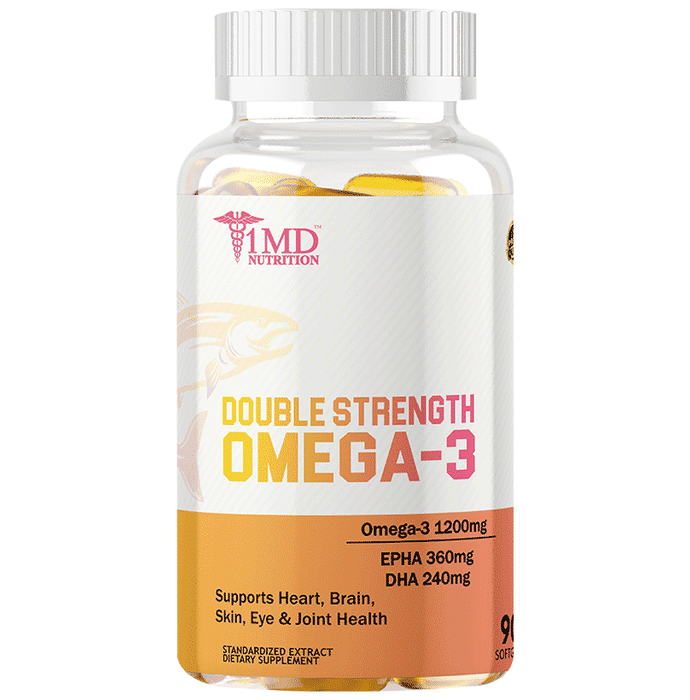 1MD™
NUTRITION
DOUBLE STRENGTH
OMEGA-3
Omega-3 1200mg
EPHA 360mg
DHA 240mg
Supports Heart, Brain,
Skin, Eye & Joint Health
STANDARDIZED EXTRACT
DIETARY SUPPLEMENT